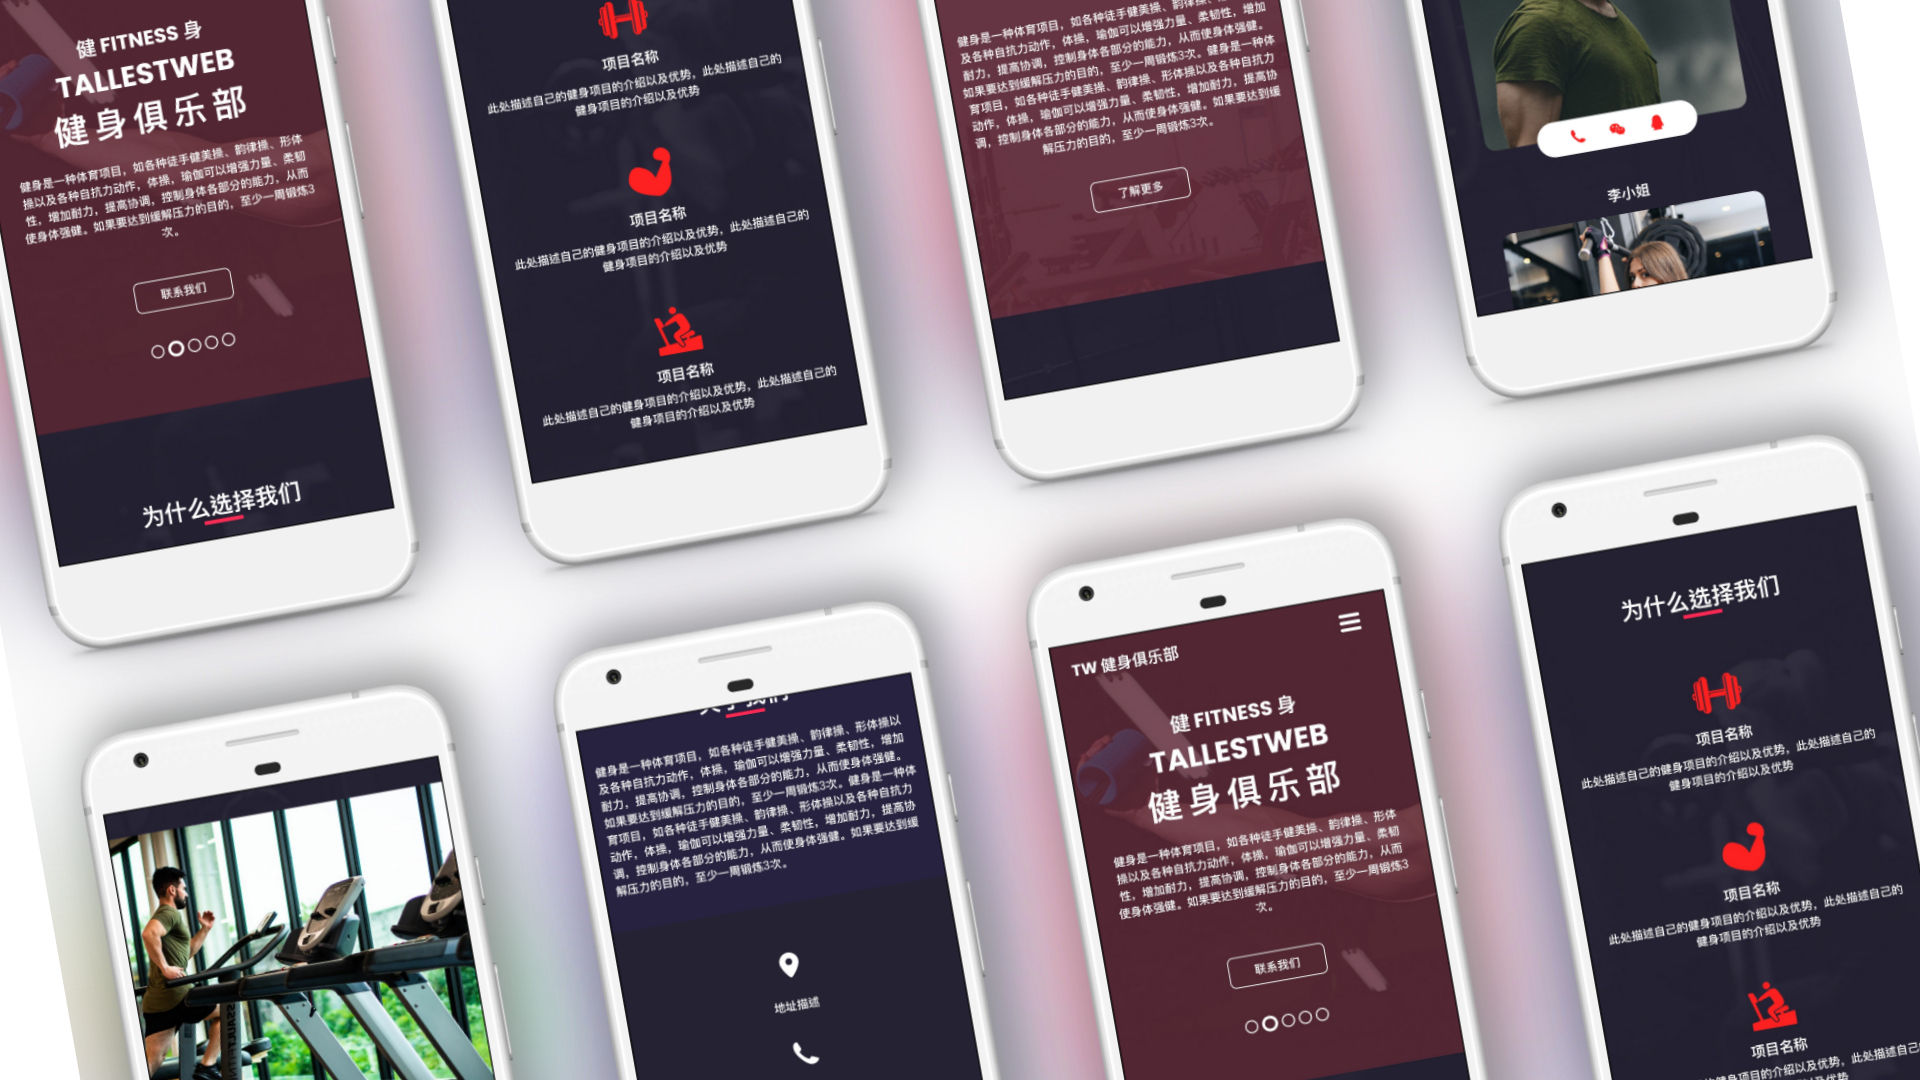 健 FITNESS 身
TALLESTWEB
健身俱乐部
健身是一种体育项目，如各种徒手健美操、韵律操、形体
操以及各种自抗力动作，体操，瑜伽可以增强力量、柔韧
性，增加耐力，提高协调，控制身体各部分的能力，从而
使身体强健。如果要达到缓解压力的目的，至少一周锻炼3
次。
联系我们
为什么选择我们
项目名称
此处描述自己的健身项目的介绍以及优势，此处描述自己的
健身项目的介绍以及优势
项目名称
此处描述自己的健身项目的介绍以及优势，此处描述自己的
健身项目的介绍以及优势
项目名称
此处描述自己的健身项目的介绍以及优势，此处描述自己的
健身项目的介绍以及优势
健身是一种体育项目，如各种徒手健美操、韵律操、形体操以
及各种自抗力动作，体操，瑜伽可以增强力量、柔韧性，增加
耐力，提高协调，控制身体各部分的能力，从而使身体强健。
如果要达到缓解压力的目的，至少一周锻炼3次。健身是一种体
育项目，如各种徒手健美操、韵律操、形体操以及各种自抗力
动作，体操，瑜伽可以增强力量、柔韧性，增加耐力，提高协
调，控制身体各部分的能力，从而使身体强健。如果要达到缓
解压力的目的，至少一周锻炼3次。
了解更多
李小姐
健身是一种体育项目，如各种徒手健美操、韵律操、形体操以
及各种自抗力动作，体操，瑜伽可以增强力量、柔韧性，增加
耐力，提高协调，控制身体各部分的能力，从而使身体强健。
如果要达到缓解压力的目的，至少一周锻炼3次。健身是一种体
育项目，如各种徒手健美操、韵律操、形体操以及各种自抗力
动作，体操，瑜伽可以增强力量、柔韧性，增加耐力，提高协
调，控制身体各部分的能力，从而使身体强健。如果要达到缓
解压力的目的，至少一周锻炼3次。
地址描述
TW 健身俱乐部
健 FITNESS 身
TALLESTWEB
健身俱乐部
健身是一种体育项目，如各种徒手健美操、韵律操、形体
操以及各种自抗力动作，体操，瑜伽可以增强力量、柔韧
性，增加耐力，提高协调，控制身体各部分的能力，从而
使身体强健。如果要达到缓解压力的目的，至少一周锻炼3
次。
联系我们
为什么选择我们
项目名称
此处描述自己的健身项目的介绍以及优势，此处描述自己的
健身项目的介绍以及优势
项目名称
此处描述自己的健身项目的介绍以及优势，此处描述自己的
健身项目的介绍以及优势
项目名称
此处描述自己的健身项目的介绍以及优势，此处描述自己